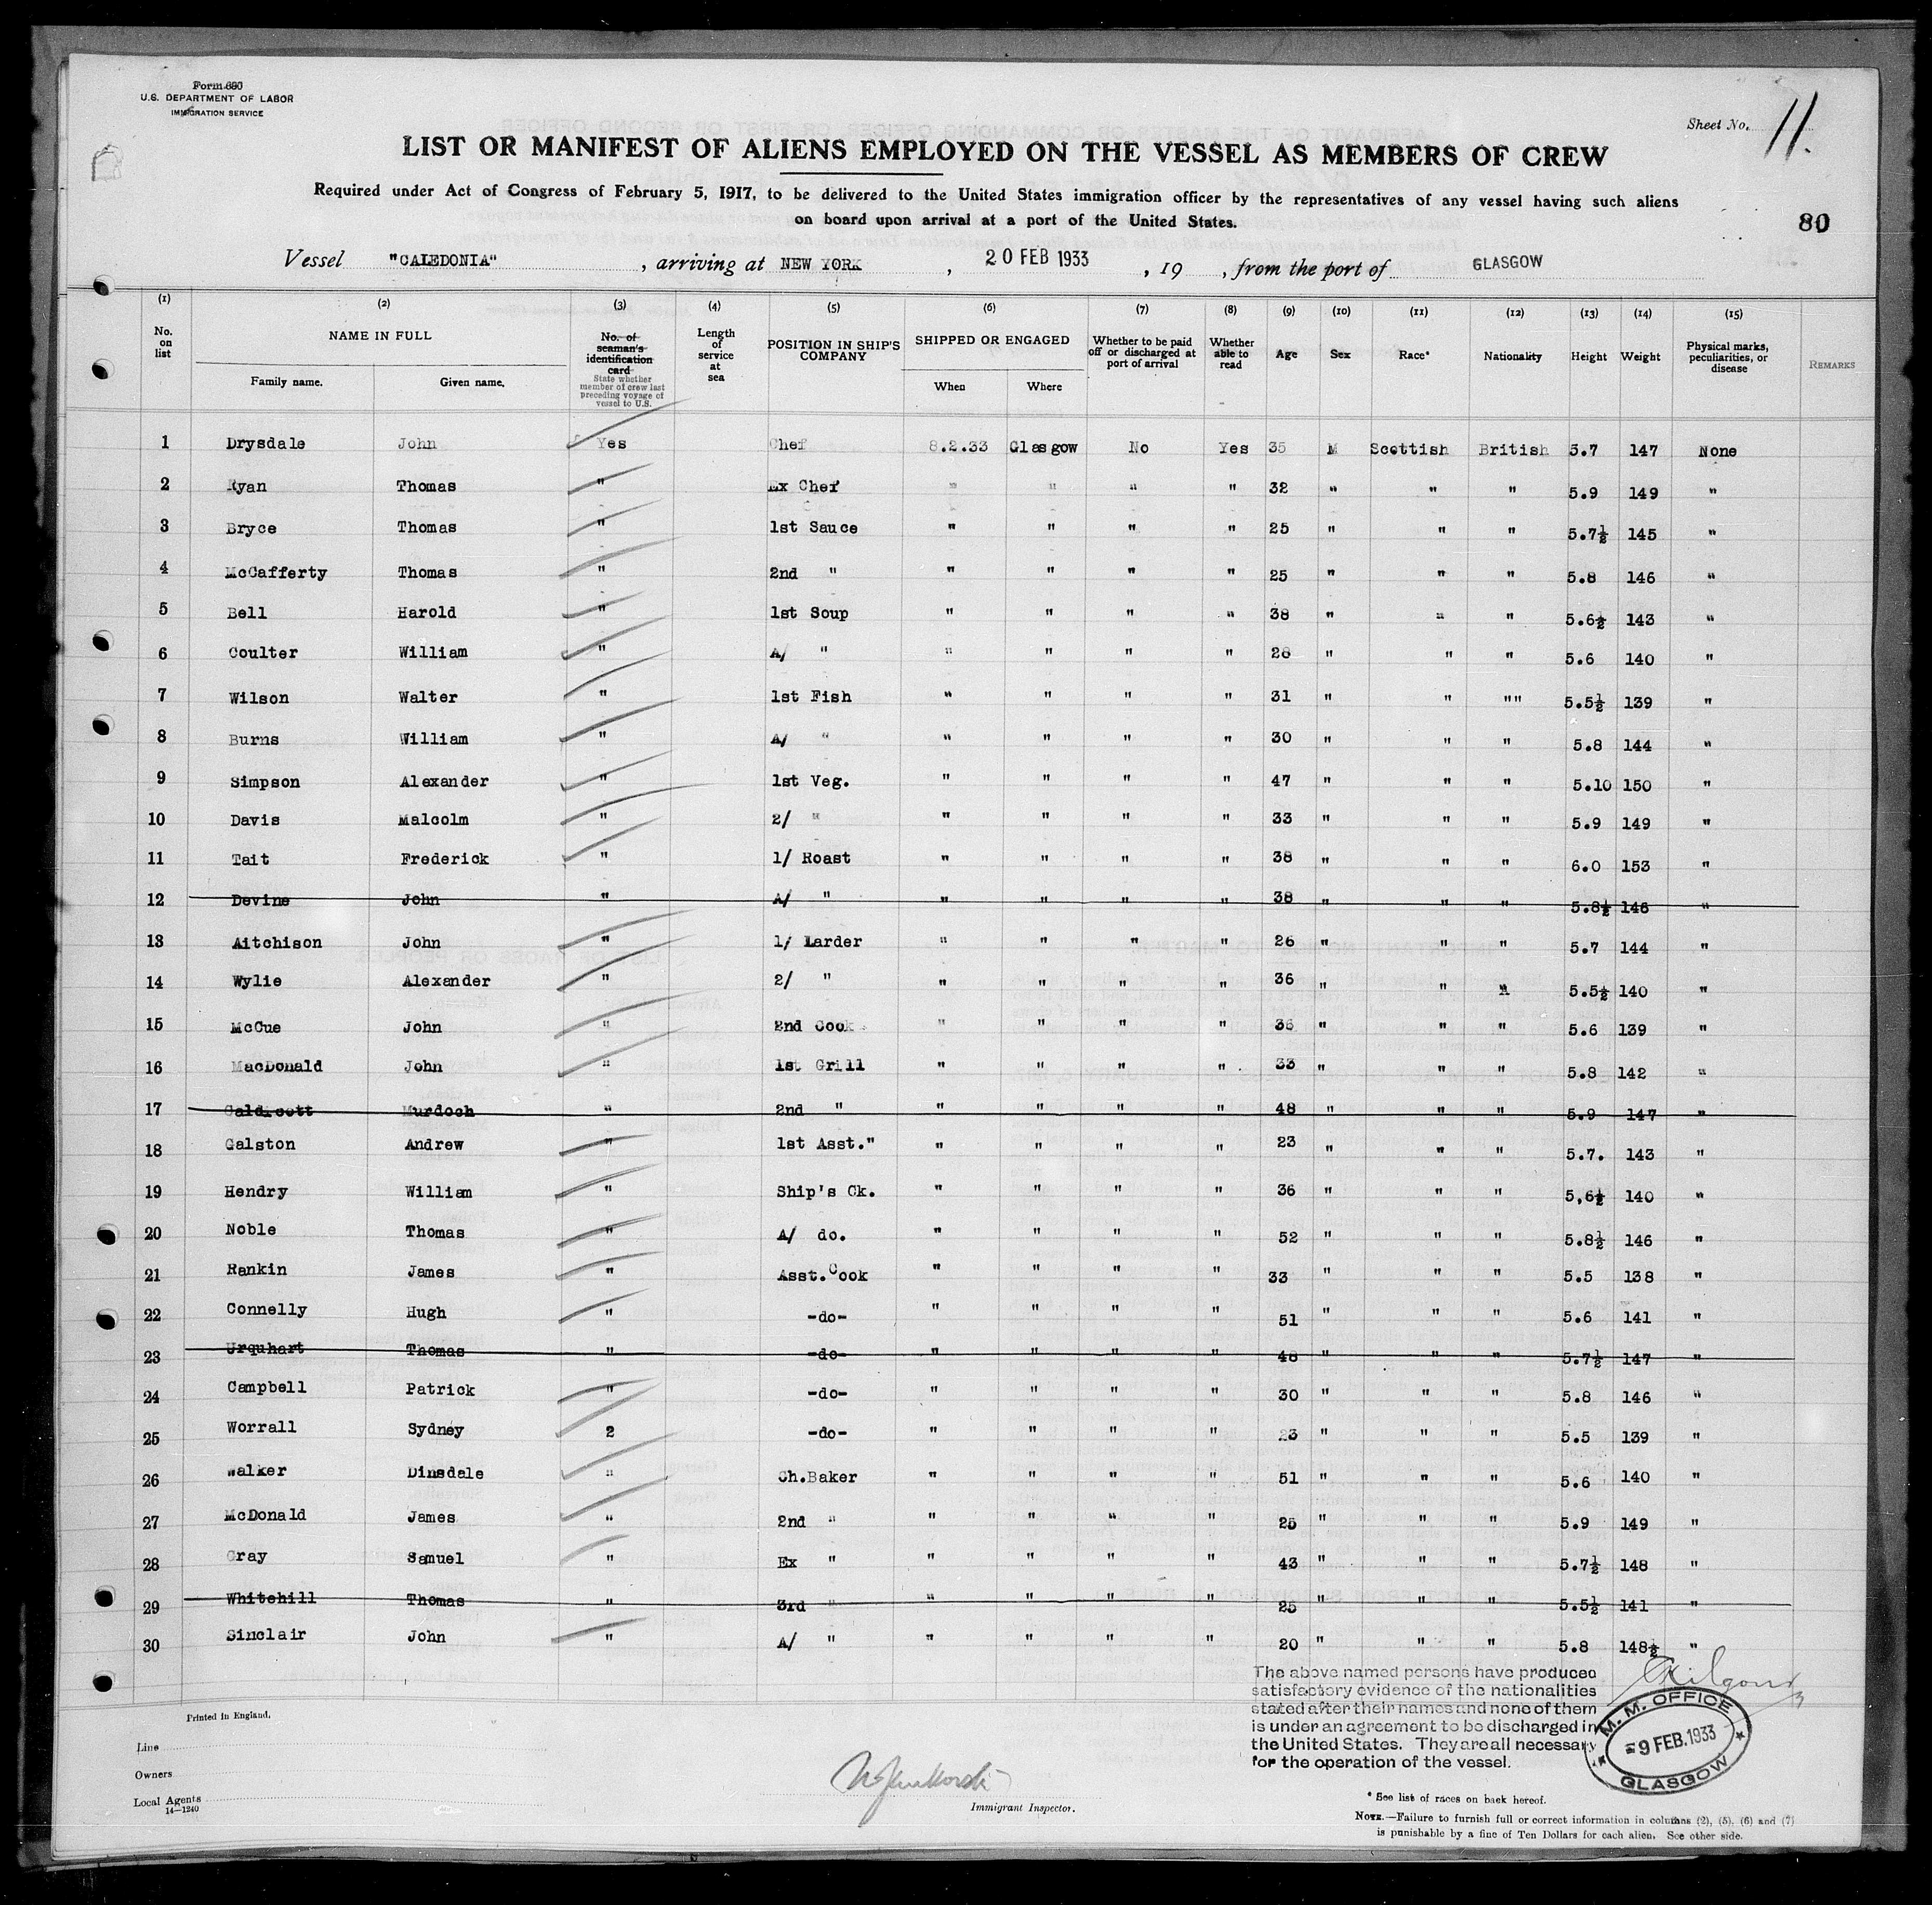 Form 680
U.S. DEPARTMENT OF LABOR
IMMIGRATION SERVICE
Sheet No. 11.
LIST OR MANIFEST OF ALIENS EMPLOYED ON THE VESSEL AS MEMBERS OF CREW
Required under Act of Congress of February 5, 1917, to be delivered to the United States immigration officer by the representatives of any vessel having such aliens
on board upon arrival at a port of the United States.
80
Vessel "CALEDONIA" , arriving at NEW YORK , 20 FEB 1933 , 19 , from the port of GLASGOW
(1) (2) (3) (4) (5) (6) (7) (8) (9) (10) (11) (12) (13) (14) (15)
No. on list
NAME IN FULL
Family name. Given name.
No. of seaman's identification card
State whether member of crew last preceding voyage of vessel to U.S.
Length of service at sea
POSITION IN SHIP'S COMPANY
SHIPPED OR ENGAGED
When Where
Whether to be paid off or discharged at port of arrival
Whether able to read
Age
Sex
Race*
Nationality
Height
Weight
Physical marks, peculiarities, or disease
REMARKS
1 Drysdale John Yes Chef 8.2.33 Glasgow No Yes 35 M Scottish British 5.7 147 None
2 Ryan Thomas " Ex Chef " " " " 32 " " " 5.9 149 "
3 Bryce Thomas " 1st Sauce " " " " 25 " " " 5.7½ 145 "
4 McCafferty Thomas " 2nd " " " " " 25 " " " 5.8 146 "
5 Bell Harold " 1st Soup " " " " 38 " " " 5.6½ 143 "
6 Coulter William " A/ " " " " " 28 " " " 5.6 140 "
7 Wilson Walter " 1st Fish " " " " 31 " " "" 5.5½ 139 "
8 Burns William " A/ " " " " " 30 " " " 5.8 144 "
9 Simpson Alexander " 1st Veg. " " " " 47 " " " 5.10 150 "
10 Davis Malcolm " 2/ " " " " " 33 " " " 5.9 149 "
11 Tait Frederick " 1/ Roast " " " " 38 " " " 6.0 153 "
12 Devine John " A/ " " " " " 38 " " " 5.8½ 146 "
13 Aitchison John " 1/ Larder " " " " 26 " " " 5.7 144 "
14 Wylie Alexander " 2/ " " " " " 36 " " " 5.5½ 140 "
15 McCue John " 2nd Cook " " " " 36 " " " 5.6 139 "
16 MacDonald John " 1st Grill " " " " 33 " " " 5.8 142 "
17 Caldicott Murdoch " 2nd " " " " " 48 " " " 5.9 147 "
18 Galston Andrew " 1st Asst." " " " " 23 " " " 5.7. 143 "
19 Hendry William " Ship's Ck. " " " " 36 " " " 5,6½ 140 "
20 Noble Thomas " A/ do. " " " " 52 " " " 5.8½ 146 "
21 Rankin James " Asst.Cook " " " " 33 " " " 5.5 138 "
22 Connelly Hugh " -do- " " " " 51 " " " 5.6 141 "
23 Urquhart Thomas " -do- " " " " 48 " " " 5.7½ 147 "
24 Campbell Patrick " -do- " " " " 30 " " " 5.8 146 "
25 Worrall Sydney 2 -do- " " " " 23 " " " 5.5 139 "
26 Walker Dinsdale " Ch.Baker " " " " 51 " " " 5.6 140 "
27 McDonald James " 2nd " " " " " 25 " " " 5.9 149 "
28 Gray Samuel " Ex " " " " " 43 " " " 5.7½ 148 "
29 Whitehill Thomas " 3rd " " " " " 25 " " " 5.5½ 141 "
30 Sinclair John " A/ " " " " " 20 " " " 5.8 148½ "
The above named persons have produced
satisfactory evidence of the nationalities
stated after their names and none of them
is under an agreement to be discharged in
the United States. They are all necessary
for the operation of the vessel.
Kilgour
M. M. OFFICE
9 FEB. 1933
GLASGOW
Printed in England.
Line
Owners
Local Agents
14—1240
Immigrant Inspector.
* See list of races on back hereof.
NOTE.—Failure to furnish full or correct information in columns (2), (5), (6) and (7)
is punishable by a fine of Ten Dollars for each alien. See other side.